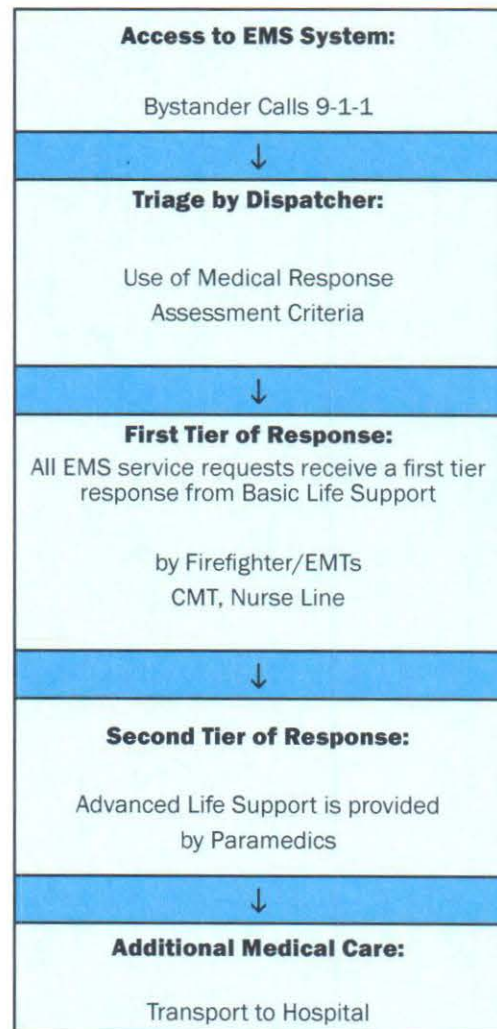 Access to EMS System:
Bystander Calls 9-1-1
↓
Triage by Dispatcher:
Use of Medical Response
Assessment Criteria
↓
First Tier of Response:
All EMS service requests receive a first tier
response from Basic Life Support
by Firefighter/EMTs
CMT, Nurse Line
↓
Second Tier of Response:
Advanced Life Support is provided
by Paramedics
↓
Additional Medical Care:
Transport to Hospital